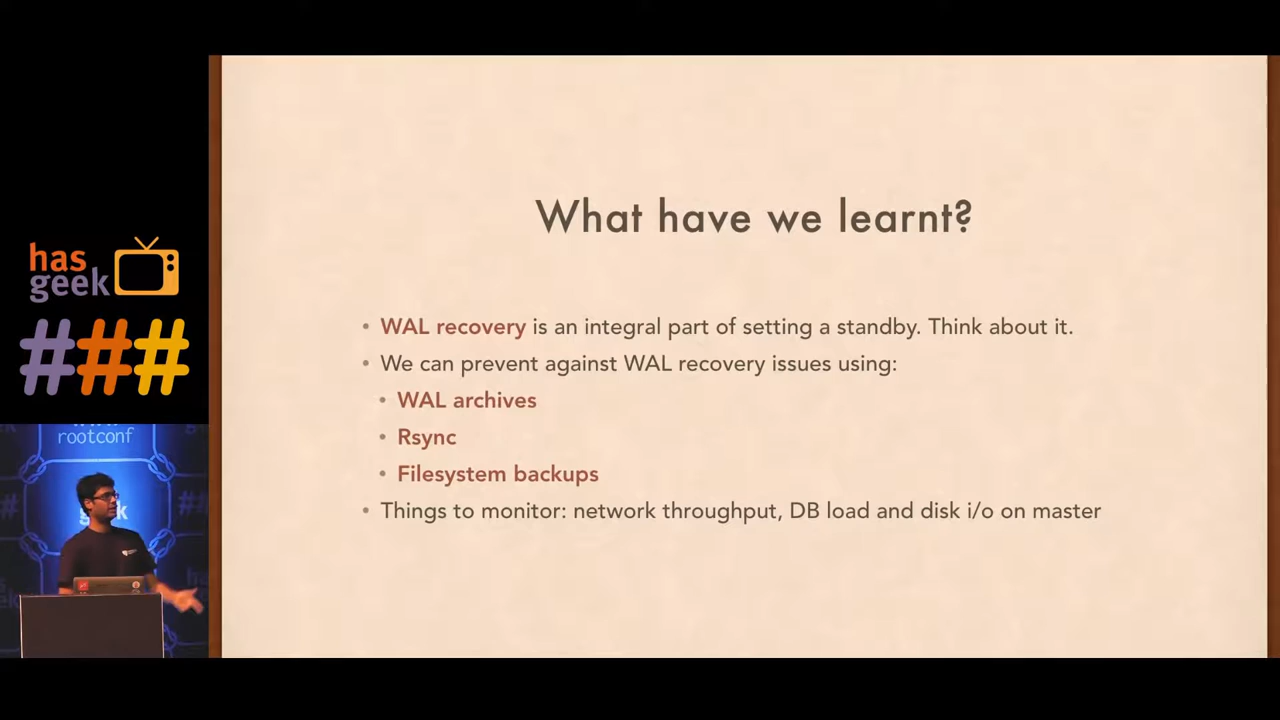 What have we learnt?
• WAL recovery is an integral part of setting a standby. Think about it.
• We can prevent against WAL recovery issues using:
• WAL archives
• Rsync
• Filesystem backups
• Things to monitor: network throughput, DB load and disk i/o on master
has
geek
###
rootconf
geek